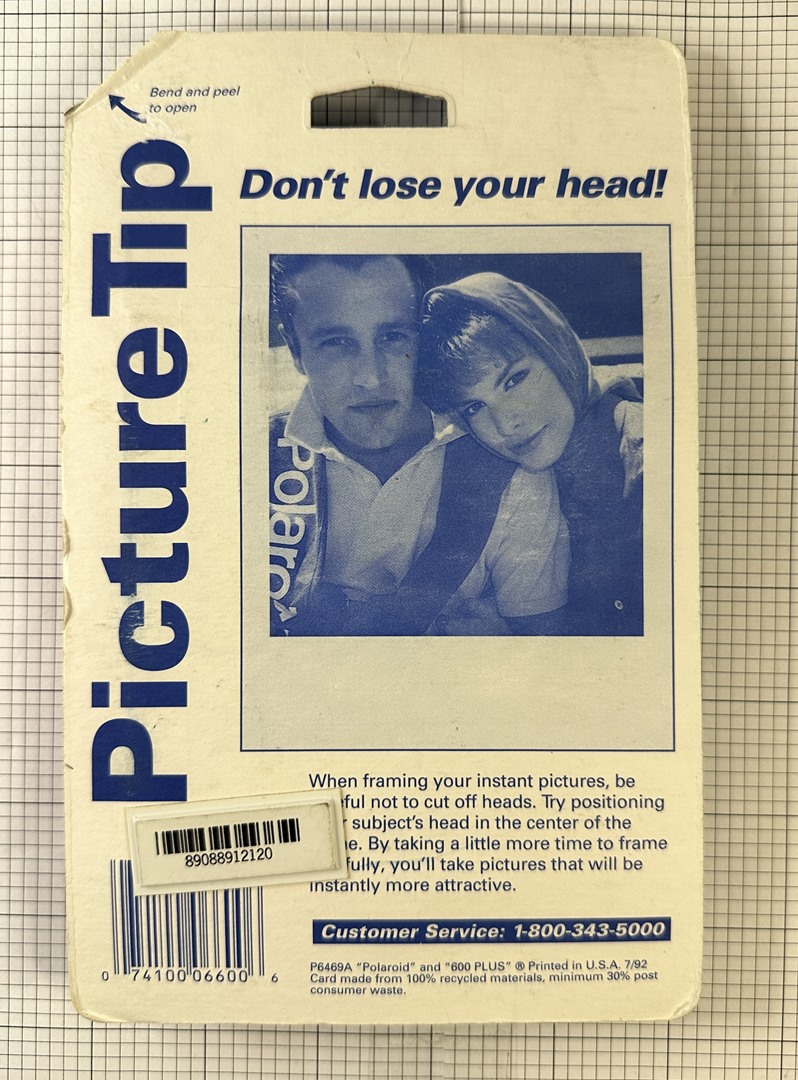 Bend and peel
to open
Picture Tip
Don't lose your head!
Polaro
When framing your instant pictures, be
ful not to cut off heads. Try positioning
r subject's head in the center of the
e. By taking a little more time to frame
fully, you'll take pictures that will be
instantly more attractive.
89088912120
Customer Service: 1-800-343-5000
0 74100 06600 6
P6469A "Polaroid" and "600 PLUS" ® Printed in U.S.A. 7/92
Card made from 100% recycled materials, minimum 30% post
consumer waste.